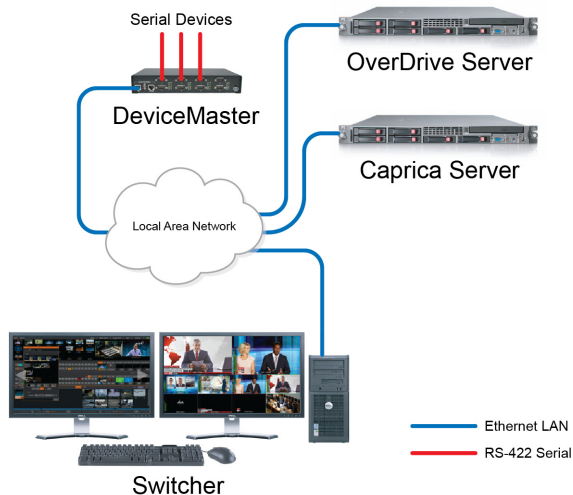 Serial Devices
OverDrive Server
DeviceMaster
Caprica Server
Local Area Network
Ethernet LAN
RS-422 Serial
Switcher